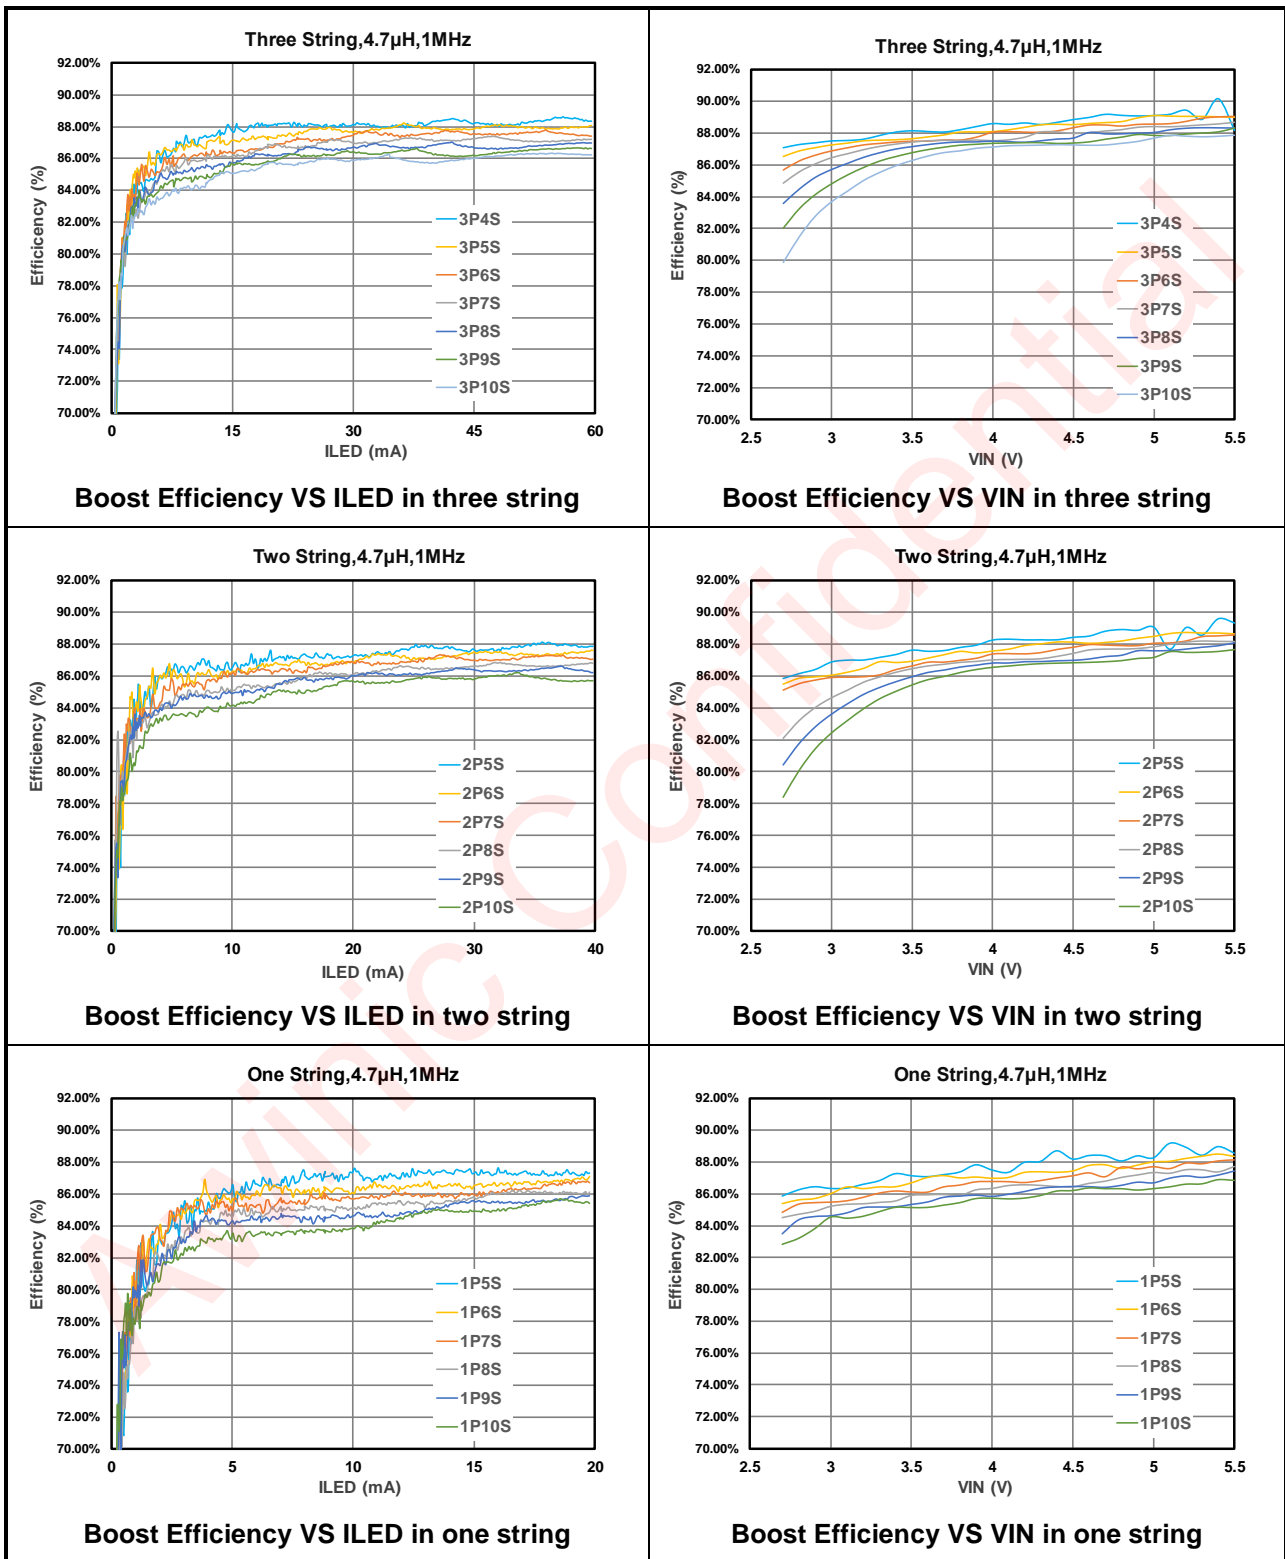 Three String,4.7µH,1MHz
92.00%
90.00%
88.00%
86.00%
84.00%
82.00%
80.00%
78.00%
76.00%
74.00%
72.00%
70.00%
Efficicency (%)
3P4S
3P5S
3P6S
3P7S
3P8S
3P9S
3P10S
0 15 30 45 60
ILED (mA)
Boost Efficiency VS ILED in three string
Three String,4.7µH,1MHz
92.00%
90.00%
88.00%
86.00%
84.00%
82.00%
80.00%
78.00%
76.00%
74.00%
72.00%
70.00%
Efficiency (%)
3P4S
3P5S
3P6S
3P7S
3P8S
3P9S
3P10S
2.5 3 3.5 4 4.5 5 5.5
VIN (V)
Boost Efficiency VS VIN in three string
Two String,4.7µH,1MHz
92.00%
90.00%
88.00%
86.00%
84.00%
82.00%
80.00%
78.00%
76.00%
74.00%
72.00%
70.00%
Efficiency (%)
2P5S
2P6S
2P7S
2P8S
2P9S
2P10S
0 10 20 30 40
ILED (mA)
Boost Efficiency VS ILED in two string
Two String,4.7µH,1MHz
92.00%
90.00%
88.00%
86.00%
84.00%
82.00%
80.00%
78.00%
76.00%
74.00%
72.00%
70.00%
Efficiency (%)
2P5S
2P6S
2P7S
2P8S
2P9S
2P10S
2.5 3 3.5 4 4.5 5 5.5
VIN (V)
Boost Efficiency VS VIN in two string
One String,4.7µH,1MHz
92.00%
90.00%
88.00%
86.00%
84.00%
82.00%
80.00%
78.00%
76.00%
74.00%
72.00%
70.00%
Efficiency (%)
1P5S
1P6S
1P7S
1P8S
1P9S
1P10S
0 5 10 15 20
ILED (mA)
Boost Efficiency VS ILED in one string
One String,4.7µH,1MHz
92.00%
90.00%
88.00%
86.00%
84.00%
82.00%
80.00%
78.00%
76.00%
74.00%
72.00%
70.00%
Efficiency (%)
1P5S
1P6S
1P7S
1P8S
1P9S
1P10S
2.5 3 3.5 4 4.5 5 5.5
VIN (V)
Boost Efficiency VS VIN in one string
Awinic Confidential